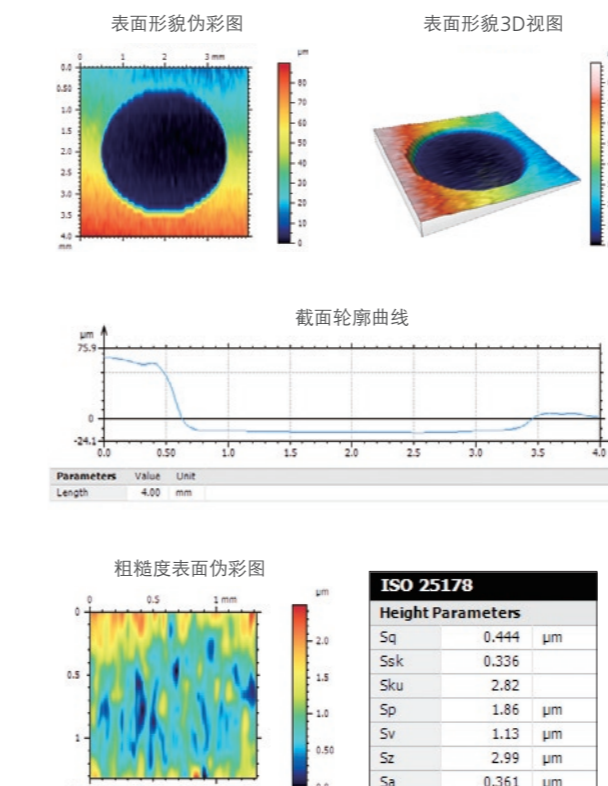 表面形貌伪彩图
表面形貌3D视图
0 1 2 3 mm
µm
0.0
0.50
1.0
1.5
2.0
2.5
3.0
3.5
4.0
mm
80
70
60
50
40
30
20
10
0
截面轮廓曲线
µm
75.9
0
-24.1
0.0 0.50 1.0 1.5 2.0 2.5 3.0 3.5 4.0
Parameters Value Unit
Length 4.00 mm
粗糙度表面伪彩图
0 0.5 1 mm
µm
0
0.5
1
2.0
1.5
1.0
0.50
0.0
ISO 25178
Height Parameters
Sq 0.444 µm
Ssk 0.336
Sku 2.82
Sp 1.86 µm
Sv 1.13 µm
Sz 2.99 µm
Sa 0.361 µm